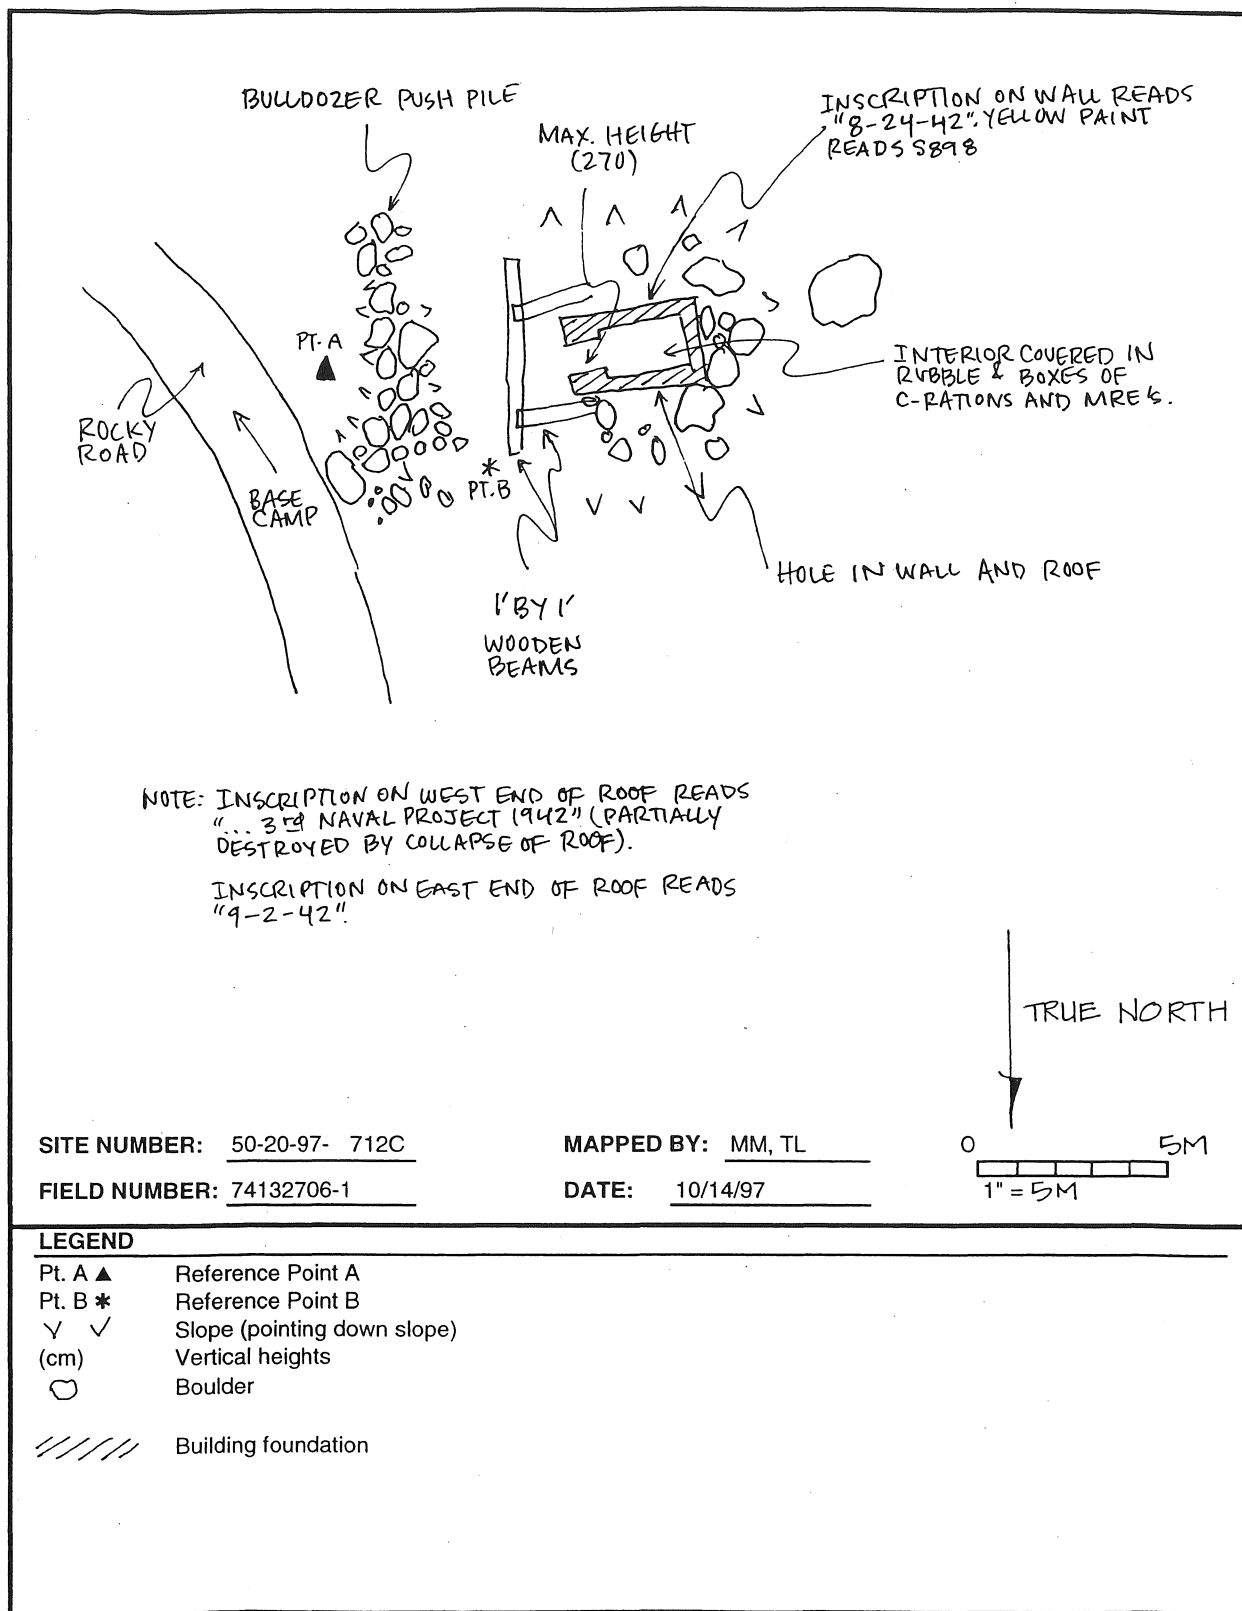 BULLDOZER PUSH PILE
MAX. HEIGHT
(270)
INSCRIPTION ON WALL READS
"8-24-42". YELLOW PAINT
READS S898
PT. A
INTERIOR COVERED IN
RUBBLE & BOXES OF
C-RATIONS AND MRE'S.
ROCKY
ROAD
BASE
CAMP
PT. B
HOLE IN WALL AND ROOF
1' BY 1'
WOODEN
BEAMS
NOTE: INSCRIPTION ON WEST END OF ROOF READS
"... 3rd NAVAL PROJECT 1942" (PARTIALLY
DESTROYED BY COLLAPSE OF ROOF).
INSCRIPTION ON EAST END OF ROOF READS
"9-2-42".
TRUE NORTH
SITE NUMBER: 50-20-97- 712C
MAPPED BY: MM, TL
0 5M
FIELD NUMBER: 74132706-1
DATE: 10/14/97
1" = 5M
LEGEND
Pt. A ▲ Reference Point A
Pt. B * Reference Point B
Slope (pointing down slope)
(cm) Vertical heights
Boulder
Building foundation